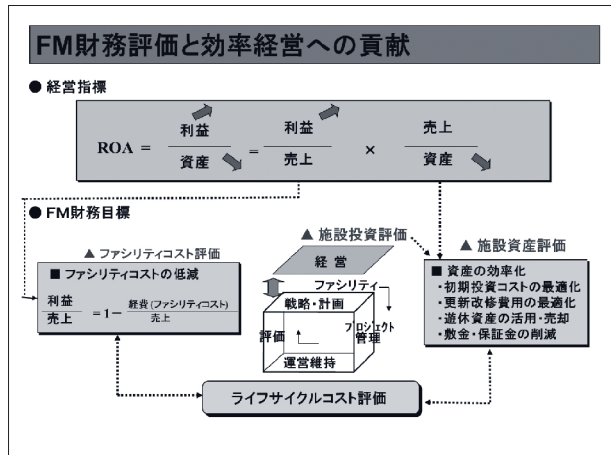 FM財務評価と効率経営への貢献
● 経営指標
ROA = 利益 / 資産 = 利益 / 売上 × 売上 / 資産
● FM財務目標
▲ ファシリティコスト評価
■ ファシリティコストの低減
利益 / 売上 = 1 − 経費(ファシリティコスト) / 売上
▲ 施設投資評価
経 営
ファシリティ
戦略・計画
評価
プロジェクト
管理
運営維持
▲ 施設資産評価
■ 資産の効率化
・初期投資コストの最適化
・更新改修費用の最適化
・遊休資産の活用・売却
・敷金・保証金の削減
ライフサイクルコスト評価